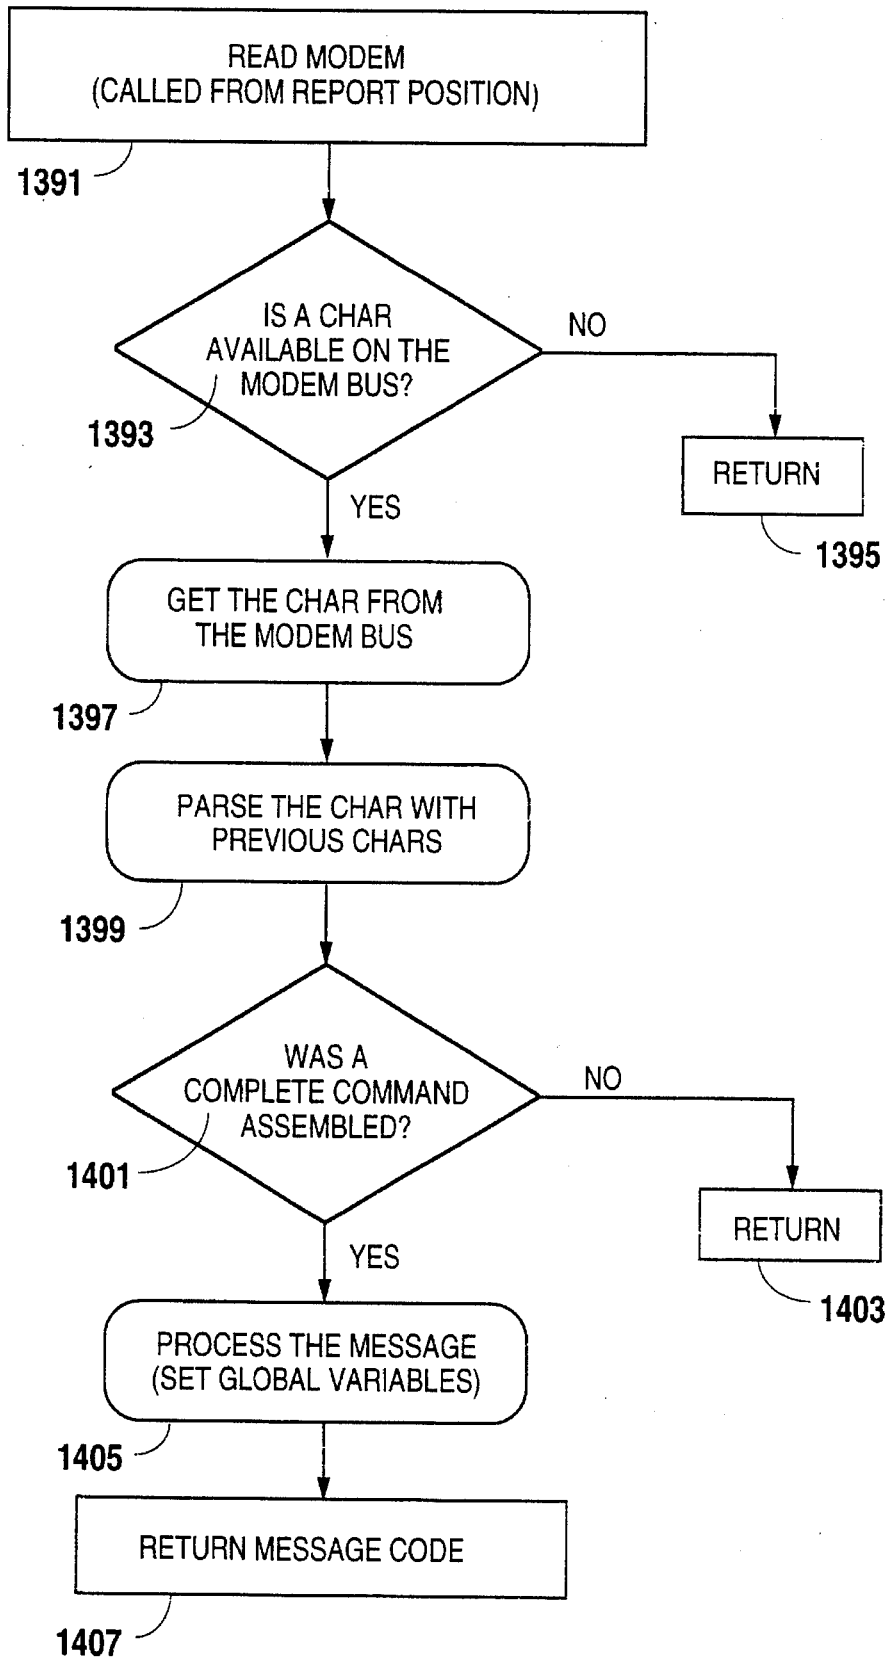 READ MODEM
(CALLED FROM REPORT POSITION)
1391
IS A CHAR
AVAILABLE ON THE
MODEM BUS?
1393
NO
RETURN
1395
YES
GET THE CHAR FROM
THE MODEM BUS
1397
PARSE THE CHAR WITH
PREVIOUS CHARS
1399
WAS A
COMPLETE COMMAND
ASSEMBLED?
1401
NO
RETURN
1403
YES
PROCESS THE MESSAGE
(SET GLOBAL VARIABLES)
1405
RETURN MESSAGE CODE
1407